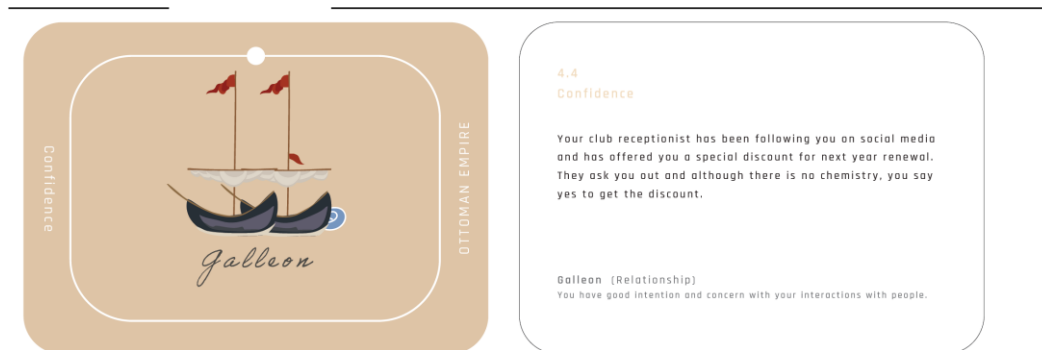 Confidence
OTTOMAN EMPIRE
Galleon
4.4
Confidence
Your club receptionist has been following you on social media
and has offered you a special discount for next year renewal.
They ask you out and although there is no chemistry, you say
yes to get the discount.
Galleon (Relationship)
You have good intention and concern with your interactions with people.